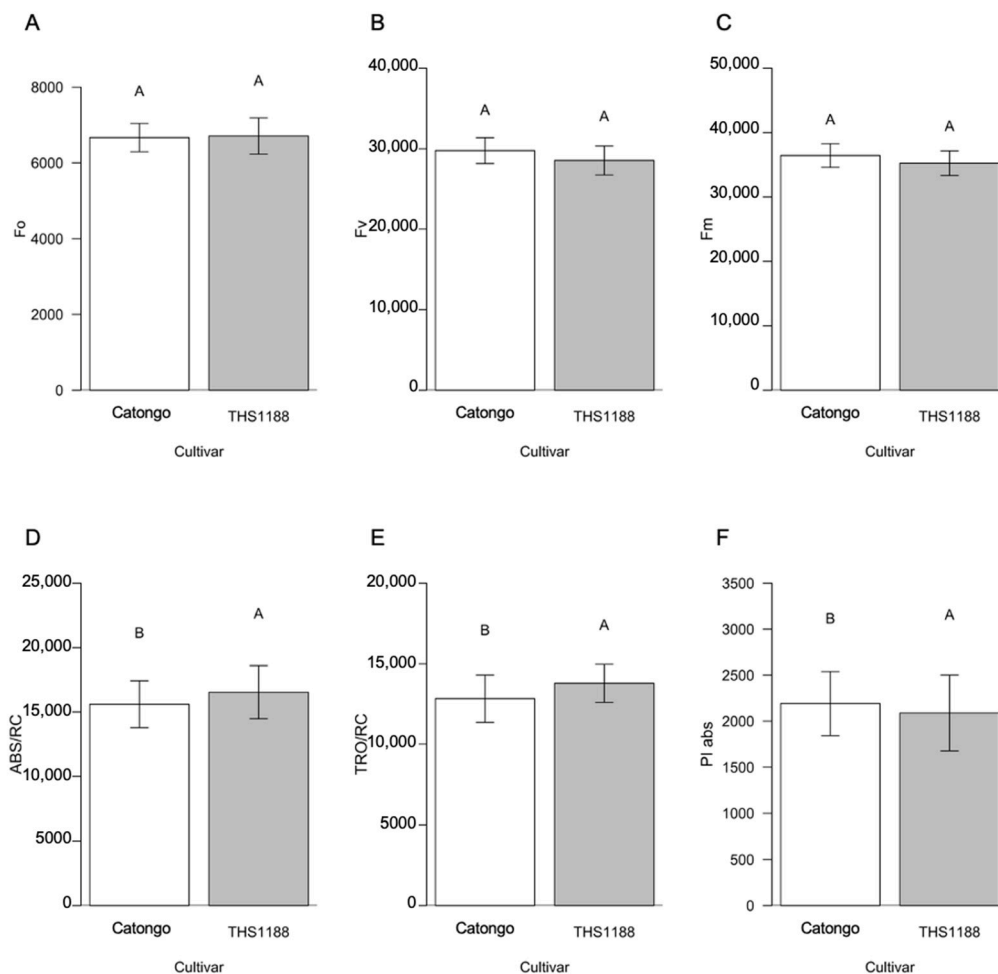 A
8000
6000
4000
2000
0
Fo
A
A
Catongo
THS1188
Cultivar
B
40,000
30,000
20,000
10,000
0
Fv
A
A
Catongo
THS1188
Cultivar
C
50,000
40,000
30,000
20,000
10,000
0
Fm
A
A
Catongo
THS1188
Cultivar
D
25,000
20,000
15,000
10,000
5000
0
ABS/RC
B
A
Catongo
THS1188
Cultivar
E
20,000
15,000
10,000
5000
0
TRO/RC
B
A
Catongo
THS1188
Cultivar
F
3500
3000
2500
2000
1500
1000
500
0
PI abs
B
A
Catongo
THS1188
Cultivar